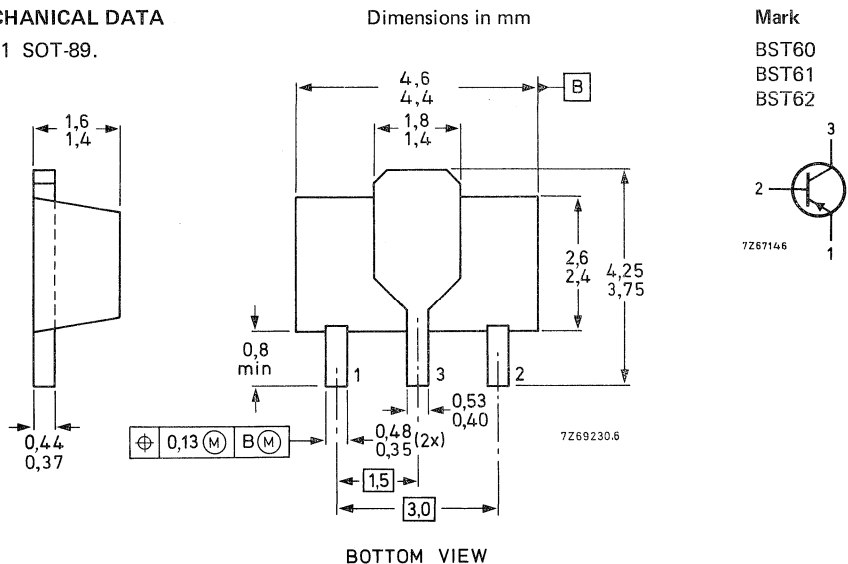 CHANICAL DATA
1 SOT-89.
Dimensions in mm
Mark
BST60
BST61
BST62
4,6
4,4
B
1,6
1,4
1,8
1,4
3
2
1
7Z67146
2,6
2,4
4,25
3,75
0,8
min
1
3
2
0,53
0,40
0,44
0,37
0,13 M B M
0,48
0,35 (2x)
7Z69230.6
1,5
3,0
BOTTOM VIEW